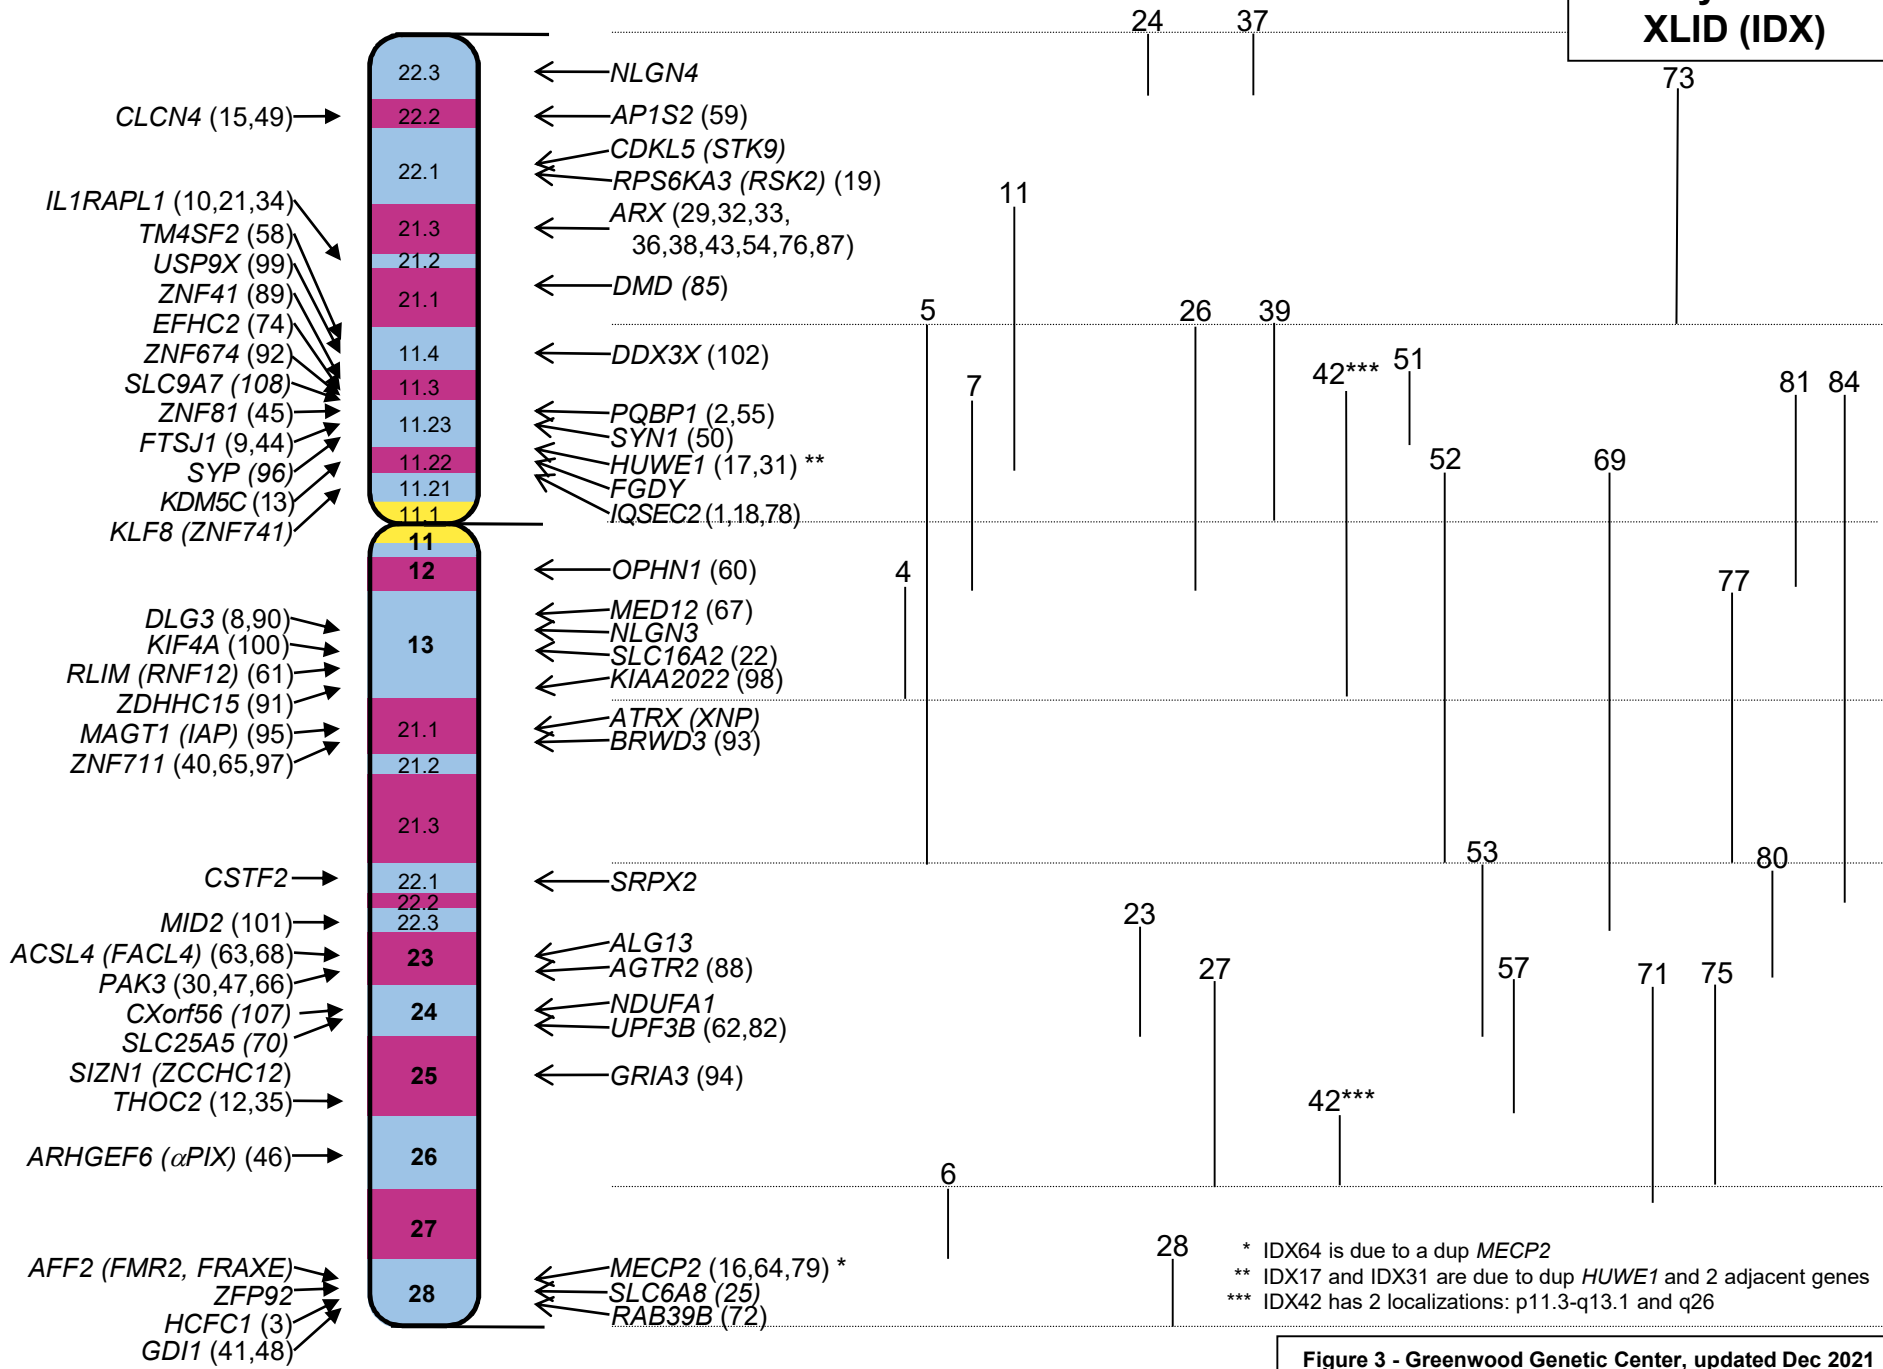 XLID (IDX)
24 37
73
22.3
22.2
22.1
21.3
21.2
21.1
11.4
11.3
11.23
11.22
11.21
11.1
11
12
13
21.1
21.2
21.3
22.1
22.2
22.3
23
24
25
26
27
28
CLCN4 (15,49)
IL1RAPL1 (10,21,34)
TM4SF2 (58)
USP9X (99)
ZNF41 (89)
EFHC2 (74)
ZNF674 (92)
SLC9A7 (108)
ZNF81 (45)
FTSJ1 (9,44)
SYP (96)
KDM5C (13)
KLF8 (ZNF741)
DLG3 (8,90)
KIF4A (100)
RLIM (RNF12) (61)
ZDHHC15 (91)
MAGT1 (IAP) (95)
ZNF711 (40,65,97)
CSTF2
MID2 (101)
ACSL4 (FACL4) (63,68)
PAK3 (30,47,66)
CXorf56 (107)
SLC25A5 (70)
SIZN1 (ZCCHC12)
THOC2 (12,35)
ARHGEF6 (αPIX) (46)
AFF2 (FMR2, FRAXE)
ZFP92
HCFC1 (3)
GDI1 (41,48)
NLGN4
AP1S2 (59)
CDKL5 (STK9)
RPS6KA3 (RSK2) (19)
ARX (29,32,33,
36,38,43,54,76,87)
DMD (85)
DDX3X (102)
PQBP1 (2,55)
SYN1 (50)
HUWE1 (17,31) **
FGDY
IQSEC2 (1,18,78)
OPHN1 (60)
MED12 (67)
NLGN3
SLC16A2 (22)
KIAA2022 (98)
ATRX (XNP)
BRWD3 (93)
SRPX2
ALG13
AGTR2 (88)
NDUFA1
UPF3B (62,82)
GRIA3 (94)
MECP2 (16,64,79) *
SLC6A8 (25)
RAB39B (72)
11
5 26 39
7 42*** 51 81 84
52 69
4 77
53 80
23
27 57 71 75
42***
6
28
* IDX64 is due to a dup MECP2
** IDX17 and IDX31 are due to dup HUWE1 and 2 adjacent genes
*** IDX42 has 2 localizations: p11.3-q13.1 and q26
Figure 3 - Greenwood Genetic Center, updated Dec 2021